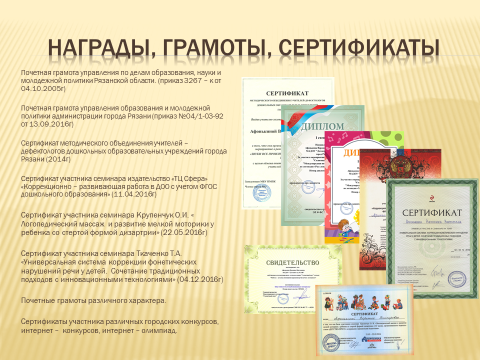 НАГРАДЫ, ГРАМОТЫ, СЕРТИФИКАТЫ
Почетная грамота управления по делам образования, науки и
молодежной политики Рязанской области. (приказ 3267 – к от
04.10.2005г)
Почетная грамота управления образования и молодежной
политики администрации города Рязани (приказ №04/1-03-92
от 13.09.2016г)
Сертификат методического объединения учителей –
дефектологов дошкольных образовательных учреждений города
Рязани (2014г)
Сертификат участника семинара издательство «ТЦ Сфера»
«Коррекционно – развивающая работа в ДОО с учетом ФГОС
дошкольного образования» (11.04.2016г)
Сертификат участника семинара Крупенчук О.И. «
Логопедический массаж и развитие мелкой моторики у
ребенка со стертой формой дизартрии» (22.05.2016г)
Сертификат участника семинара Ткаченко Т.А.
«Универсальная система коррекции фонетических
нарушений речи у детей. Сочетание традиционных
подходов с инновационными технологиями» (04.12.2016г)
Почетные грамоты различного характера.
Сертификаты участника различных городских конкурсов,
интернет – конкурсов, интернет – олимпиад.
СЕРТИФИКАТ
ДИПЛОМ
СЕРТИФИКАТ
СВИДЕТЕЛЬСТВО
СЕРТИФИКАТ